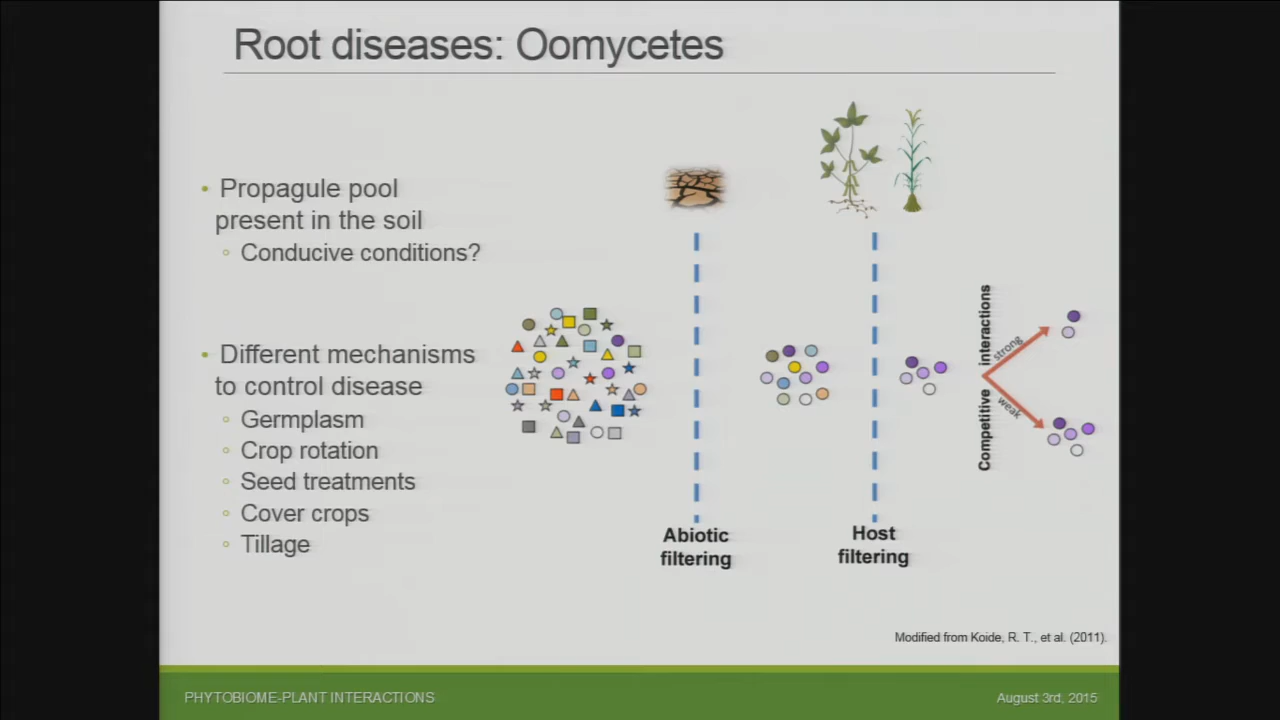 Root diseases: Oomycetes
• Propagule pool
present in the soil
◦ Conducive conditions?
• Different mechanisms
to control disease
◦ Germplasm
◦ Crop rotation
◦ Seed treatments
◦ Cover crops
◦ Tillage
Abiotic
filtering
Host
filtering
Competitive interactions
strong
weak
Modified from Koide, R. T., et al. (2011).
PHYTOBIOME-PLANT INTERACTIONS
August 3rd, 2015